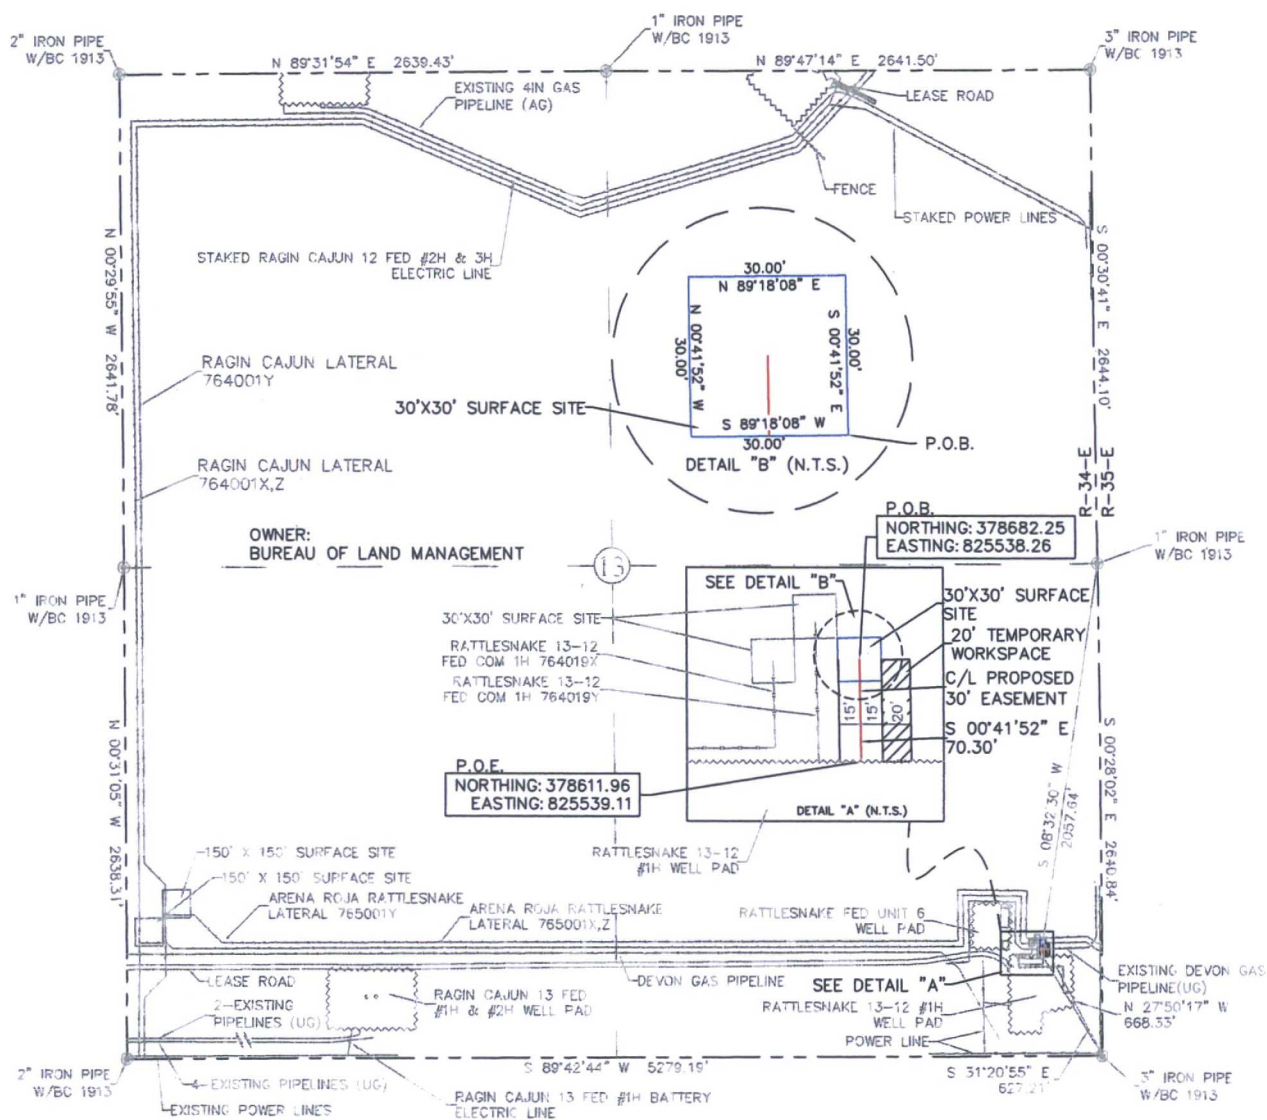 2" IRON PIPE
W/BC 1913
N 89°31'54" E 2639.43'
1" IRON PIPE
W/BC 1913
N 89°47'14" E 2641.50'
3" IRON PIPE
W/BC 1913
EXISTING 4IN GAS
PIPELINE (AG)
LEASE ROAD
FENCE
STAKED POWER LINES
STAKED RAGIN CAJUN 12 FED #2H & 3H
ELECTRIC LINE
N 00°29'55" W 2641.78'
S 00°30'41" E 2644.10'
30.00'
N 89°18'08" E
N 00°41'52" W
30.00'
S 00°41'52" E
30.00'
S 89°18'08" W
30.00'
RAGIN CAJUN LATERAL
764001Y
30'X30' SURFACE SITE
P.O.B.
DETAIL "B" (N.T.S.)
RAGIN CAJUN LATERAL
764001X,Z
R-34-E
R-35-E
OWNER:
BUREAU OF LAND MANAGEMENT
P.O.B.
NORTHING: 378682.25
EASTING: 825538.26
13
1" IRON PIPE
W/BC 1913
1" IRON PIPE
W/BC 1913
SEE DETAIL "B"
30'X30' SURFACE
SITE
30'X30' SURFACE SITE
20' TEMPORARY
WORKSPACE
RATTLESNAKE 13-12
FED COM 1H 764019X
RATTLESNAKE 13-12
FED COM 1H 764019Y
C/L PROPOSED
30' EASEMENT
15'
15'
20'
S 00°41'52" E
70.30'
P.O.E.
NORTHING: 378611.96
EASTING: 825539.11
DETAIL "A" (N.T.S.)
N 00°31'05" W 2638.31'
S 08°32'30" W
2057.64'
S 00°28'02" E 2640.84'
RATTLESNAKE 13-12
#1H WELL PAD
150' X 150' SURFACE SITE
150' X 150' SURFACE SITE
ARENA ROJA RATTLESNAKE
LATERAL 765001Y
ARENA ROJA RATTLESNAKE
LATERAL 765001X,Z
RATTLESNAKE FED UNIT 6
WELL PAD
LEASE ROAD
DEVON GAS PIPELINE
SEE DETAIL "A"
EXISTING DEVON GAS
PIPELINE(UG)
2-EXISTING
PIPELINES (UG)
RAGIN CAJUN 13 FED
#1H & #2H WELL PAD
RATTLESNAKE 13-12 #1H
WELL PAD
N 27°50'17" W
668.33'
POWER LINE
2" IRON PIPE
W/BC 1913
S 89°42'44" W 5279.19'
S 31°20'55" E
627.21'
3" IRON PIPE
W/BC 1913
4-EXISTING PIPELINES (UG)
EXISTING POWER LINES
RAGIN CAJUN 13 FED #1H BATTERY
ELECTRIC LINE